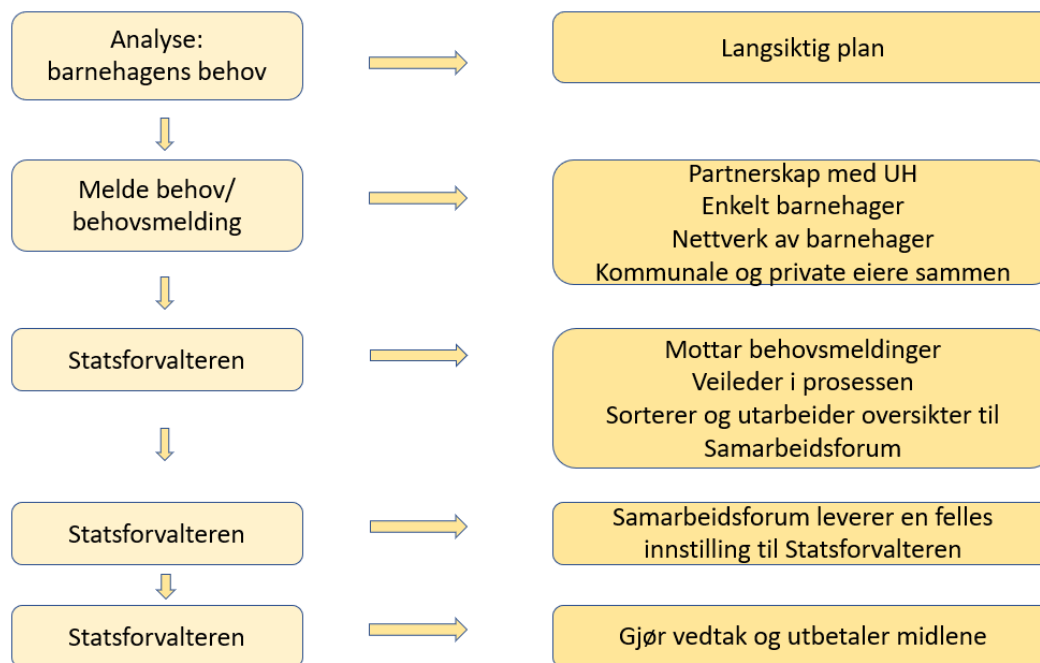 Analyse:
barnehagens behov
Langsiktig plan
Melde behov/
behovsmelding
Partnerskap med UH
Enkelt barnehager
Nettverk av barnehager
Kommunale og private eiere sammen
Statsforvalteren
Mottar behovsmeldinger
Veileder i prosessen
Sorterer og utarbeider oversikter til
Samarbeidsforum
Statsforvalteren
Samarbeidsforum leverer en felles
innstilling til Statsforvalteren
Statsforvalteren
Gjør vedtak og utbetaler midlene